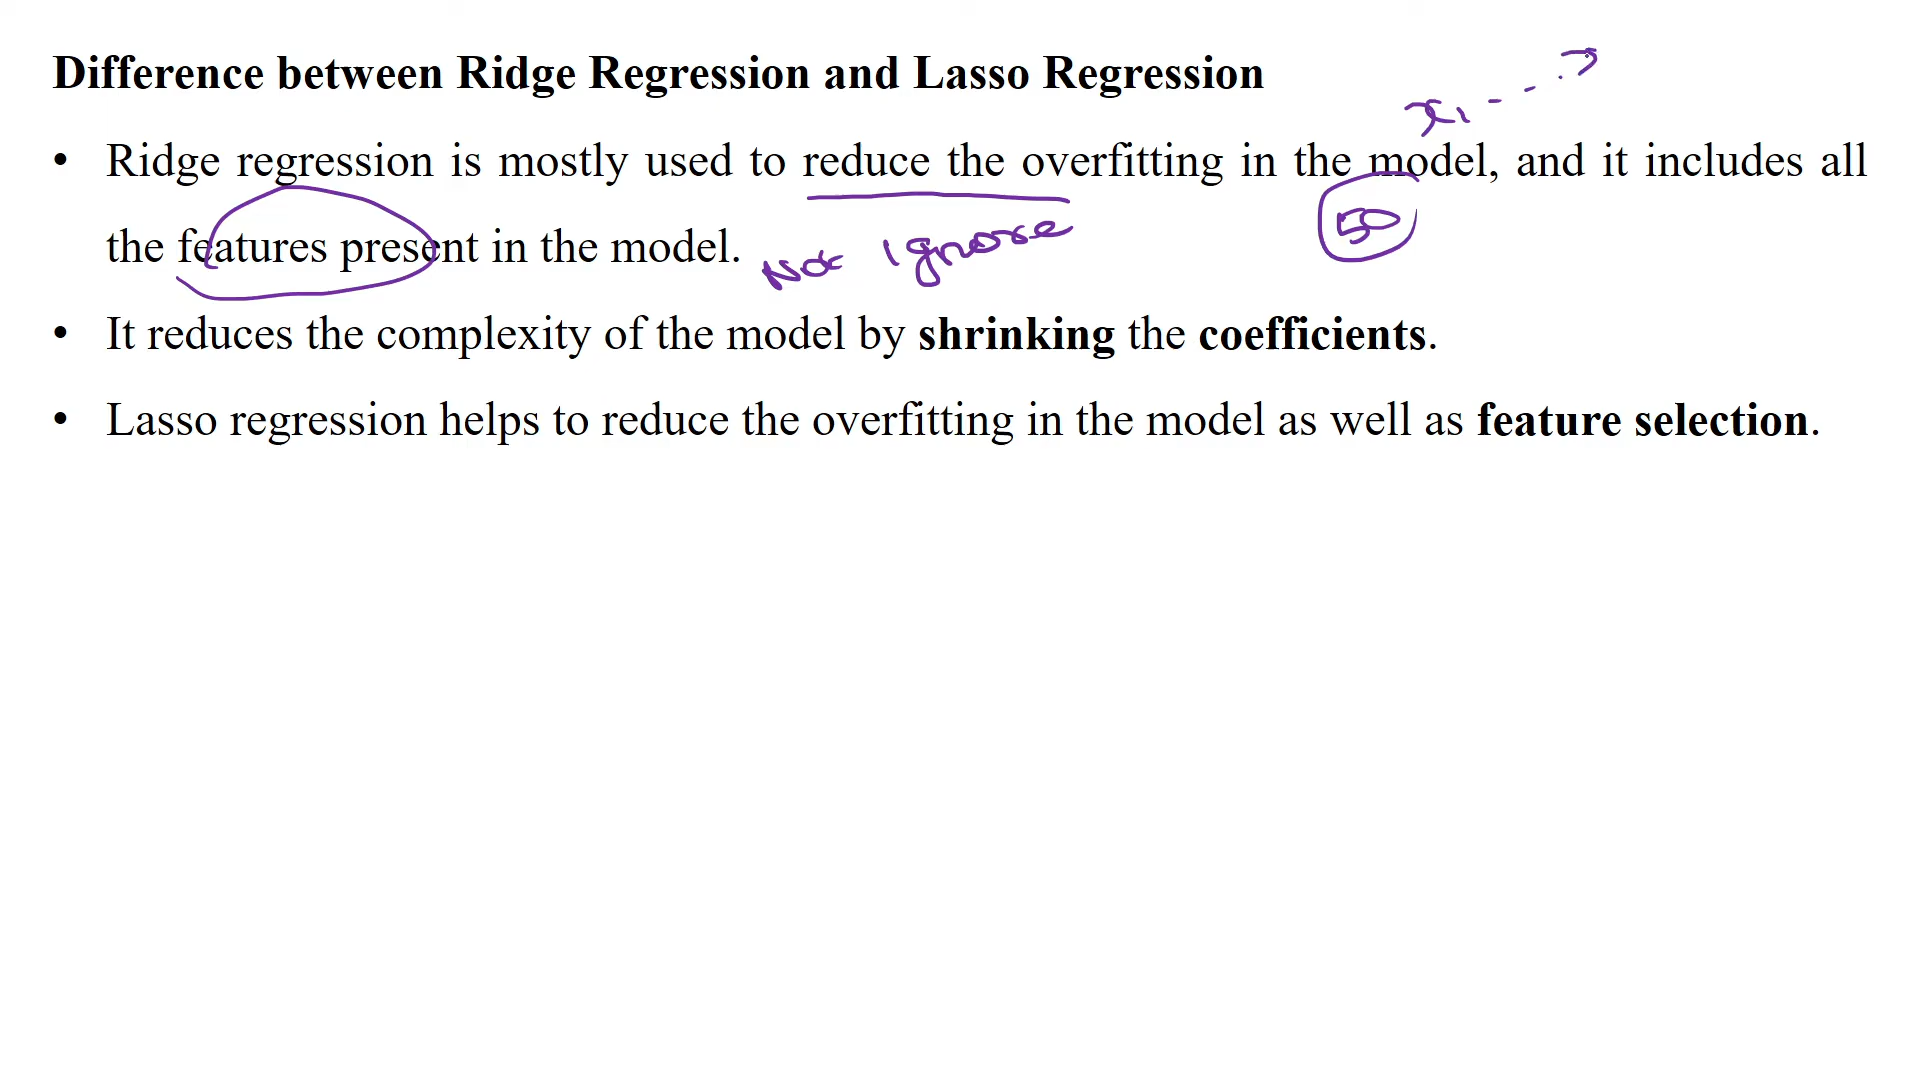 Difference between Ridge Regression and Lasso Regression
x1 - - .
• Ridge regression is mostly used to reduce the overfitting in the model, and it includes all
50
the features present in the model. Not ignore
• It reduces the complexity of the model by shrinking the coefficients.
• Lasso regression helps to reduce the overfitting in the model as well as feature selection.